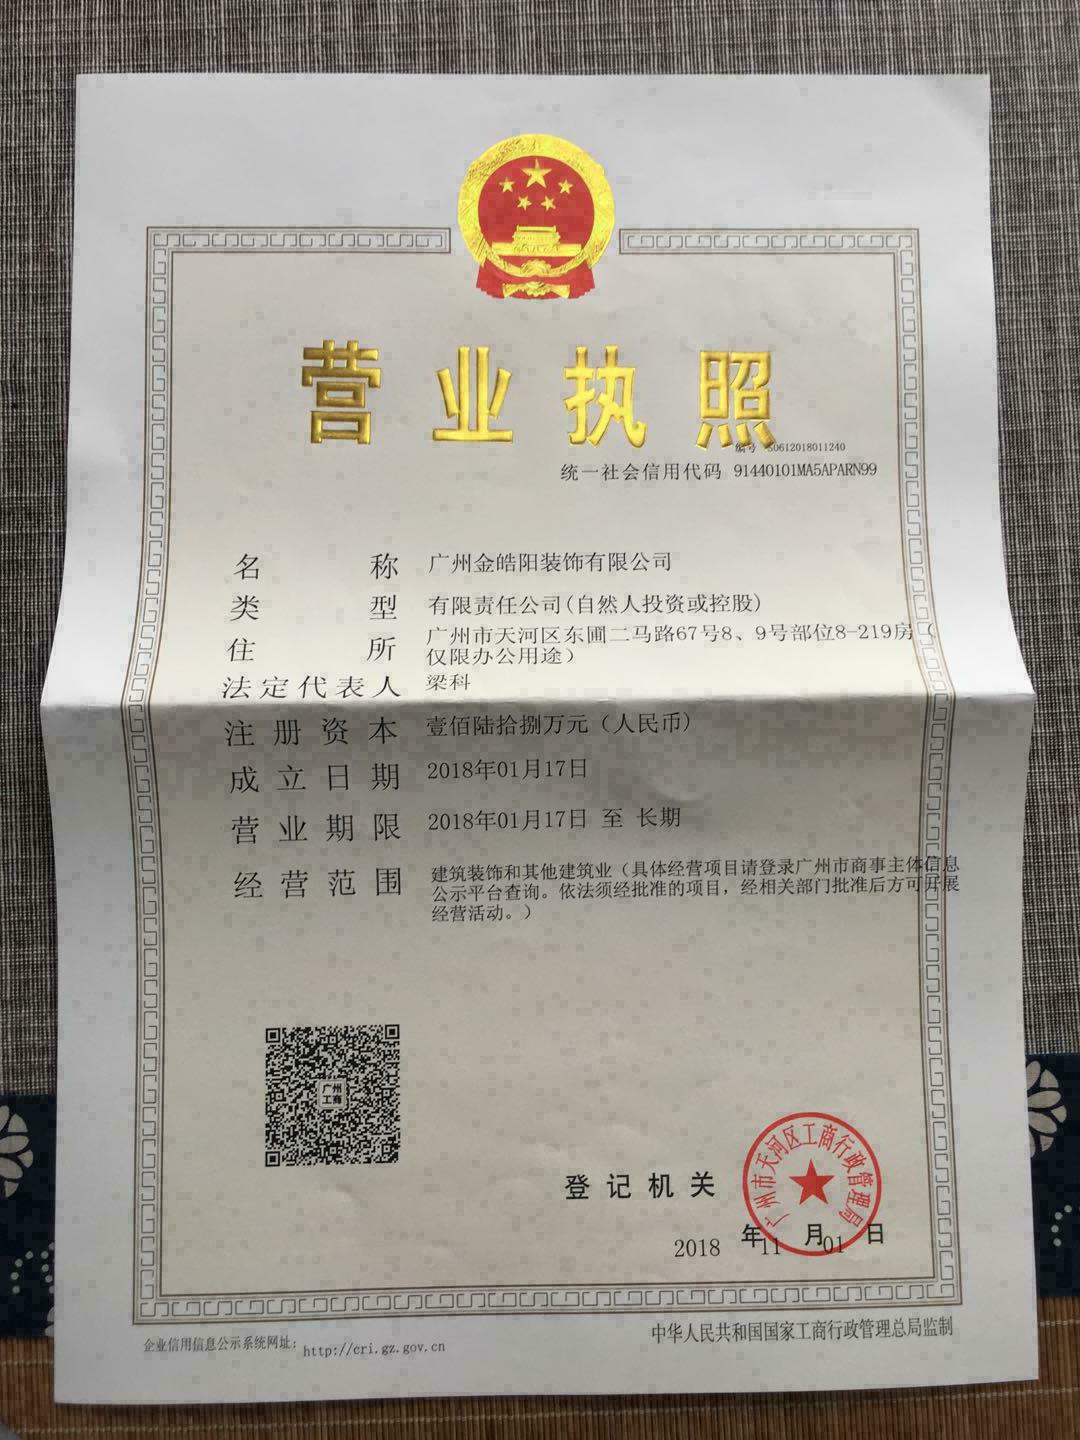 营业执照
编号 S0612018011240
统一社会信用代码 91440101MA5APARN99
名称 广州金皓阳装饰有限公司
类型 有限责任公司(自然人投资或控股)
住所 广州市天河区东圃二马路67号8、9号部位8-219房（
仅限办公用途）
法定代表人 梁科
注册资本 壹佰陆拾捌万元（人民币）
成立日期 2018年01月17日
营业期限 2018年01月17日 至 长期
经营范围 建筑装饰和其他建筑业（具体经营项目请登录广州市商事主体信息
公示平台查询。依法须经批准的项目，经相关部门批准后方可开展
经营活动。）
广州
工商
登记机关
广州市天河区工商行政管理局
2018 年 11 月 01 日
企业信用信息公示系统网址: http://cri.gz.gov.cn
中华人民共和国国家工商行政管理总局监制